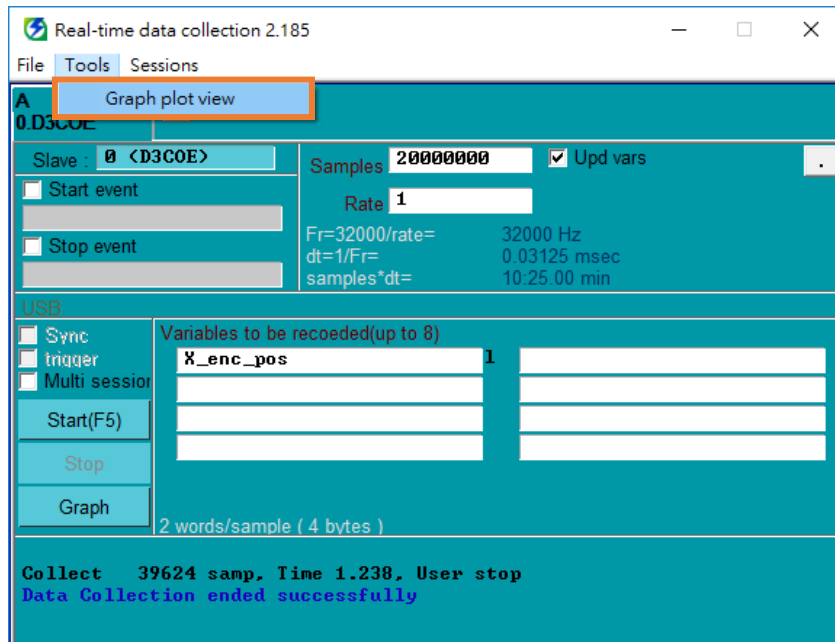 Real-time data collection 2.185
File Tools Sessions
Graph plot view
A
0.D3COE
Slave : 0 (D3COE)
Samples 20000000
Upd vars
.
Start event
Rate 1
Stop event
Fr=32000/rate= 32000 Hz
dt=1/Fr= 0.03125 msec
samples*dt= 10:25.00 min
USB
Sync
trigger
Multi session
Variables to be recoeded(up to 8)
X_enc_pos l
Start(F5)
Stop
Graph
2 words/sample ( 4 bytes )
Collect 39624 samp, Time 1.238, User stop
Data Collection ended successfully